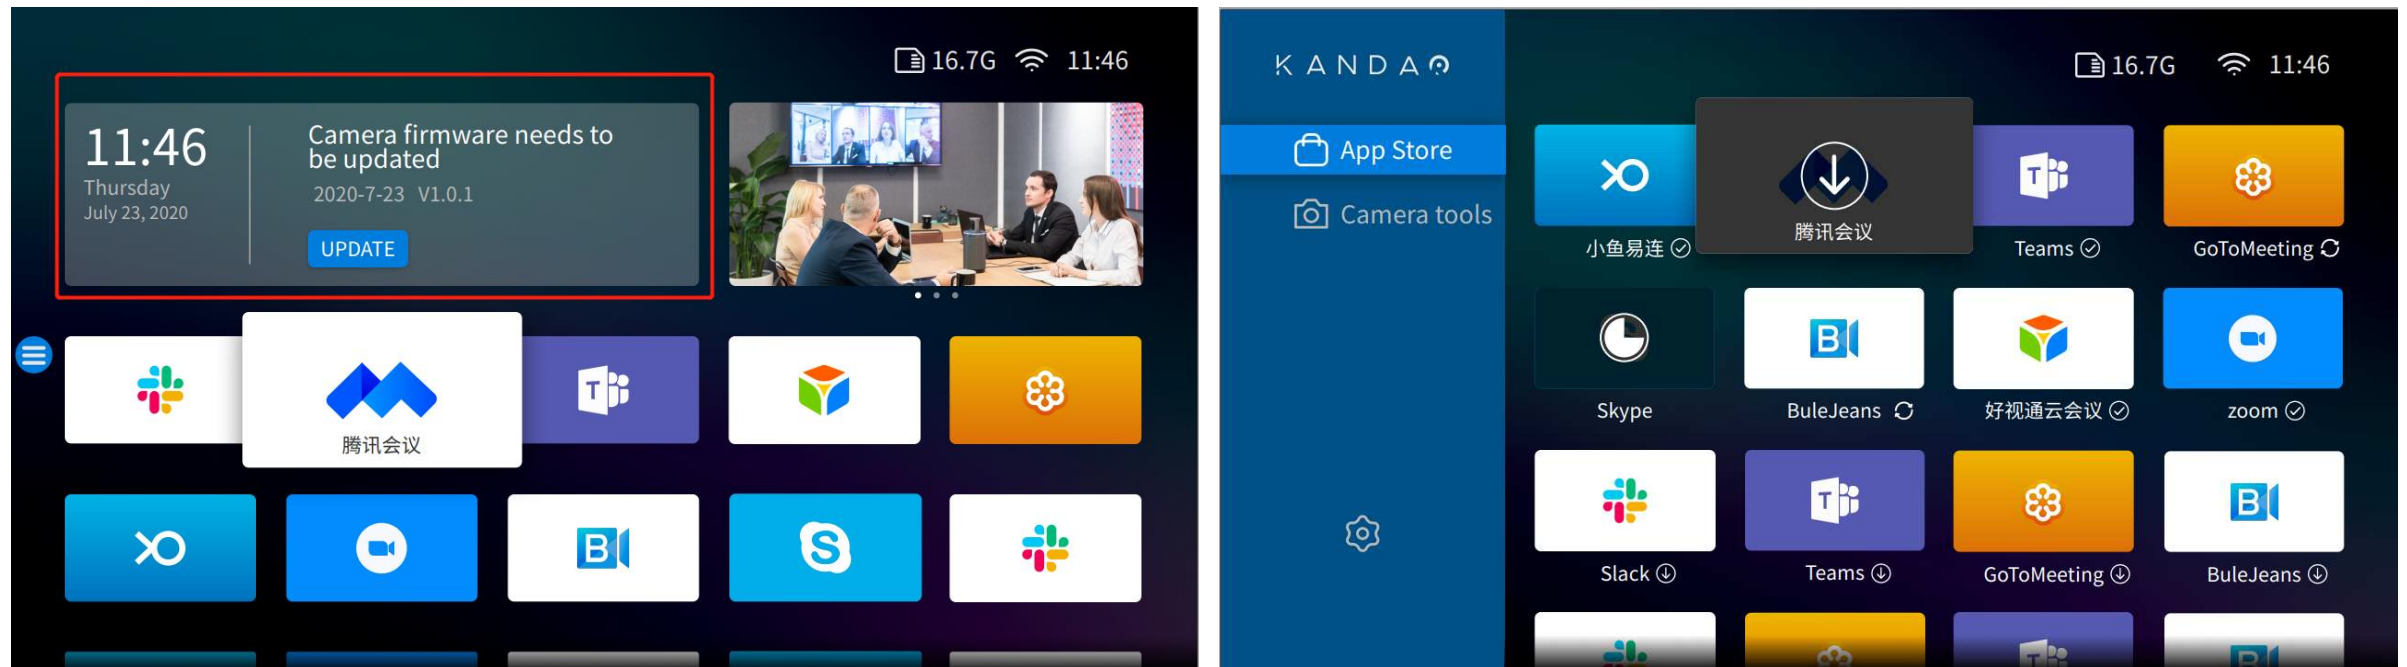 16.7G 11:46
11:46
Thursday
July 23, 2020
Camera firmware needs to
be updated
2020-7-23 V1.0.1
UPDATE
腾讯会议
KANDAO
App Store
Camera tools
16.7G 11:46
小鱼易连
腾讯会议
Teams
GoToMeeting
Skype
BuleJeans
好视通云会议
zoom
Slack
Teams
GoToMeeting
BuleJeans